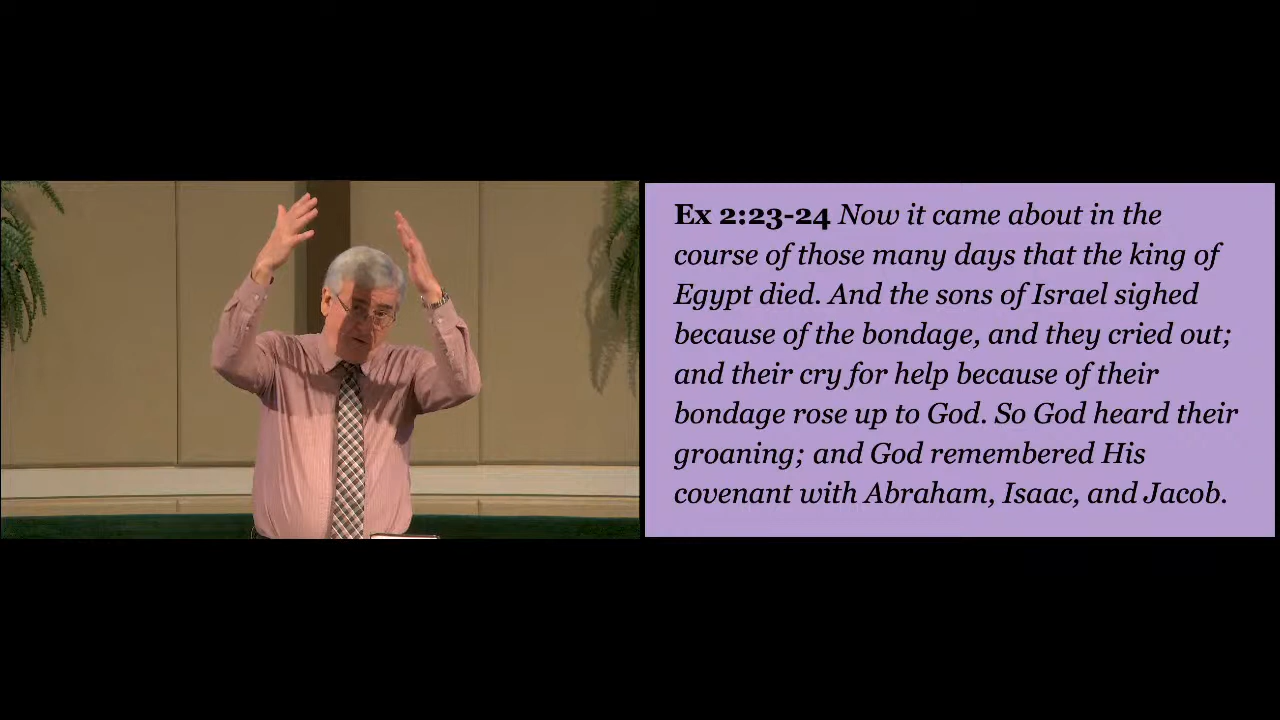 Ex 2:23-24 Now it came about in the
course of those many days that the king of
Egypt died. And the sons of Israel sighed
because of the bondage, and they cried out;
and their cry for help because of their
bondage rose up to God. So God heard their
groaning; and God remembered His
covenant with Abraham, Isaac, and Jacob.